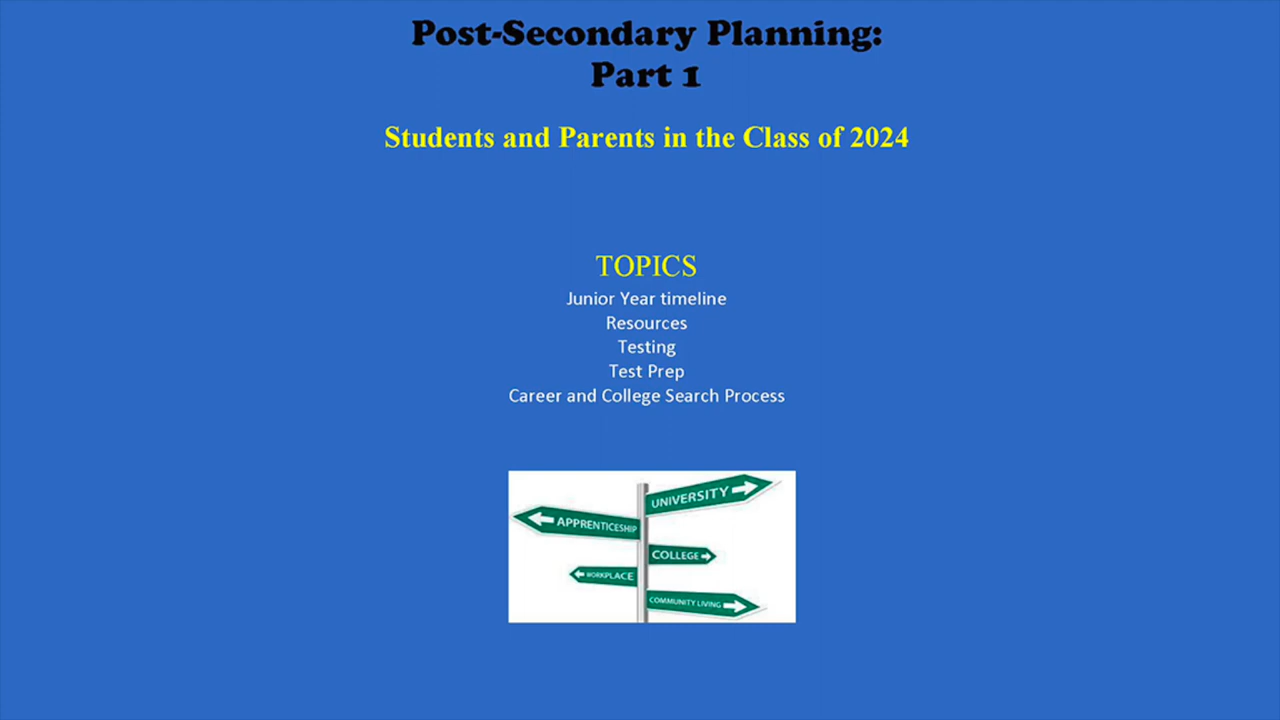 Post-Secondary Planning:
Part 1
Students and Parents in the Class of 2024
TOPICS
Junior Year timeline
Resources
Testing
Test Prep
Career and College Search Process
UNIVERSITY
APPRENTICESHIP
COLLEGE
WORKPLACE
COMMUNITY LIVING